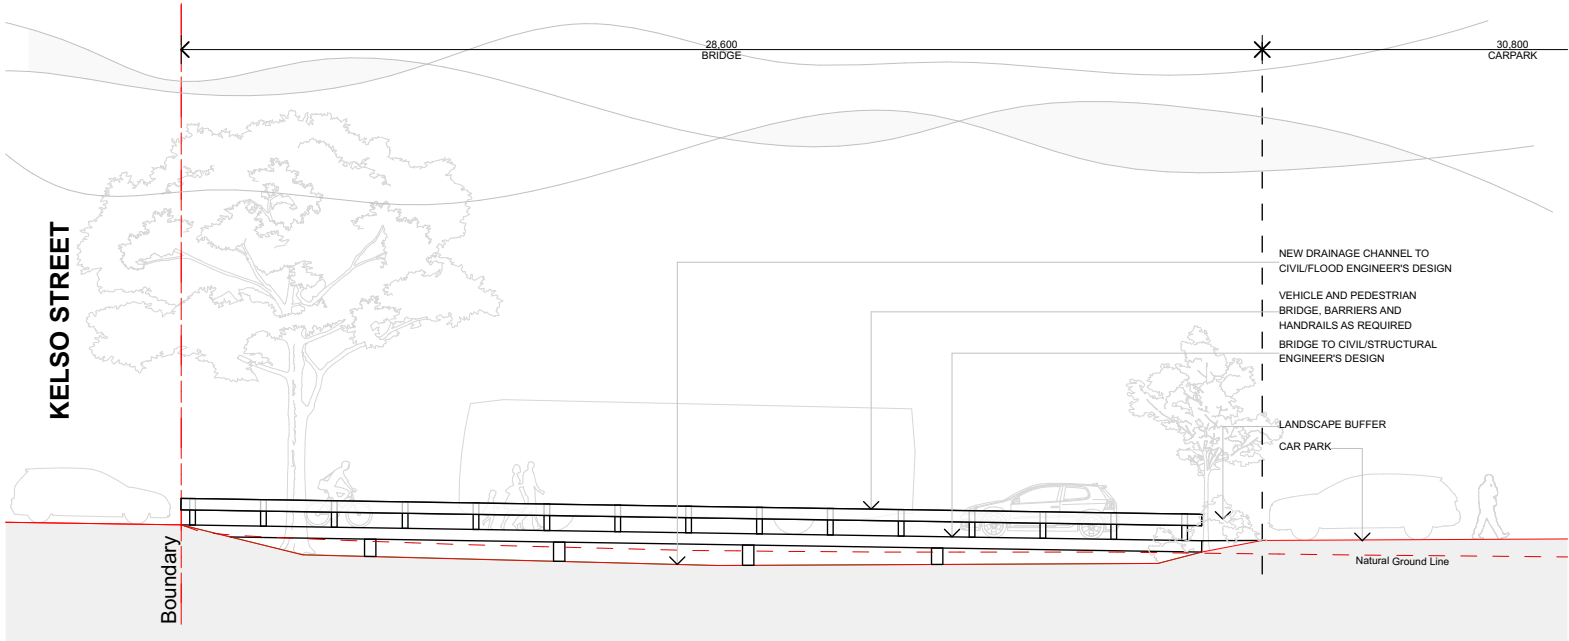 28,600
BRIDGE
30,800
CARPARK
KELSO STREET
NEW DRAINAGE CHANNEL TO
CIVIL/FLOOD ENGINEER'S DESIGN
VEHICLE AND PEDESTRIAN
BRIDGE, BARRIERS AND
HANDRAILS AS REQUIRED
BRIDGE TO CIVIL/STRUCTURAL
ENGINEER'S DESIGN
LANDSCAPE BUFFER
CAR PARK
Boundary
Natural Ground Line